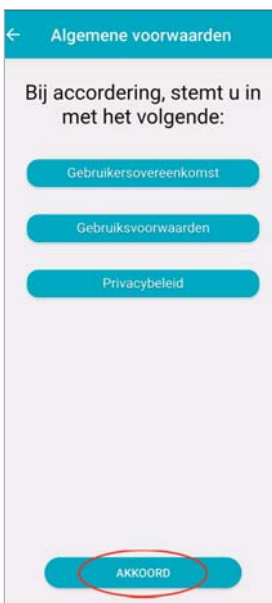 Algemene voorwaarden
Bij accordering, stemt u in
met het volgende:
Gebruikersovereenkomst
Gebruiksvoorwaarden
Privacybeleid
AKKOORD